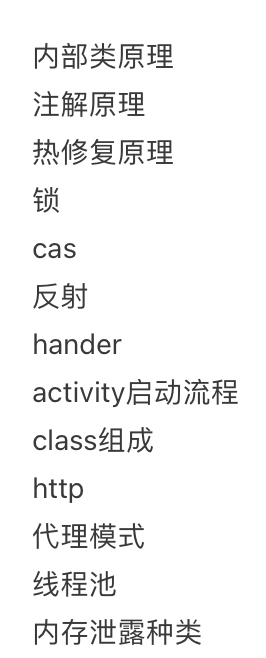 内部类原理
注解原理
热修复原理
锁
cas
反射
hander
activity启动流程
class组成
http
代理模式
线程池
内存泄露种类